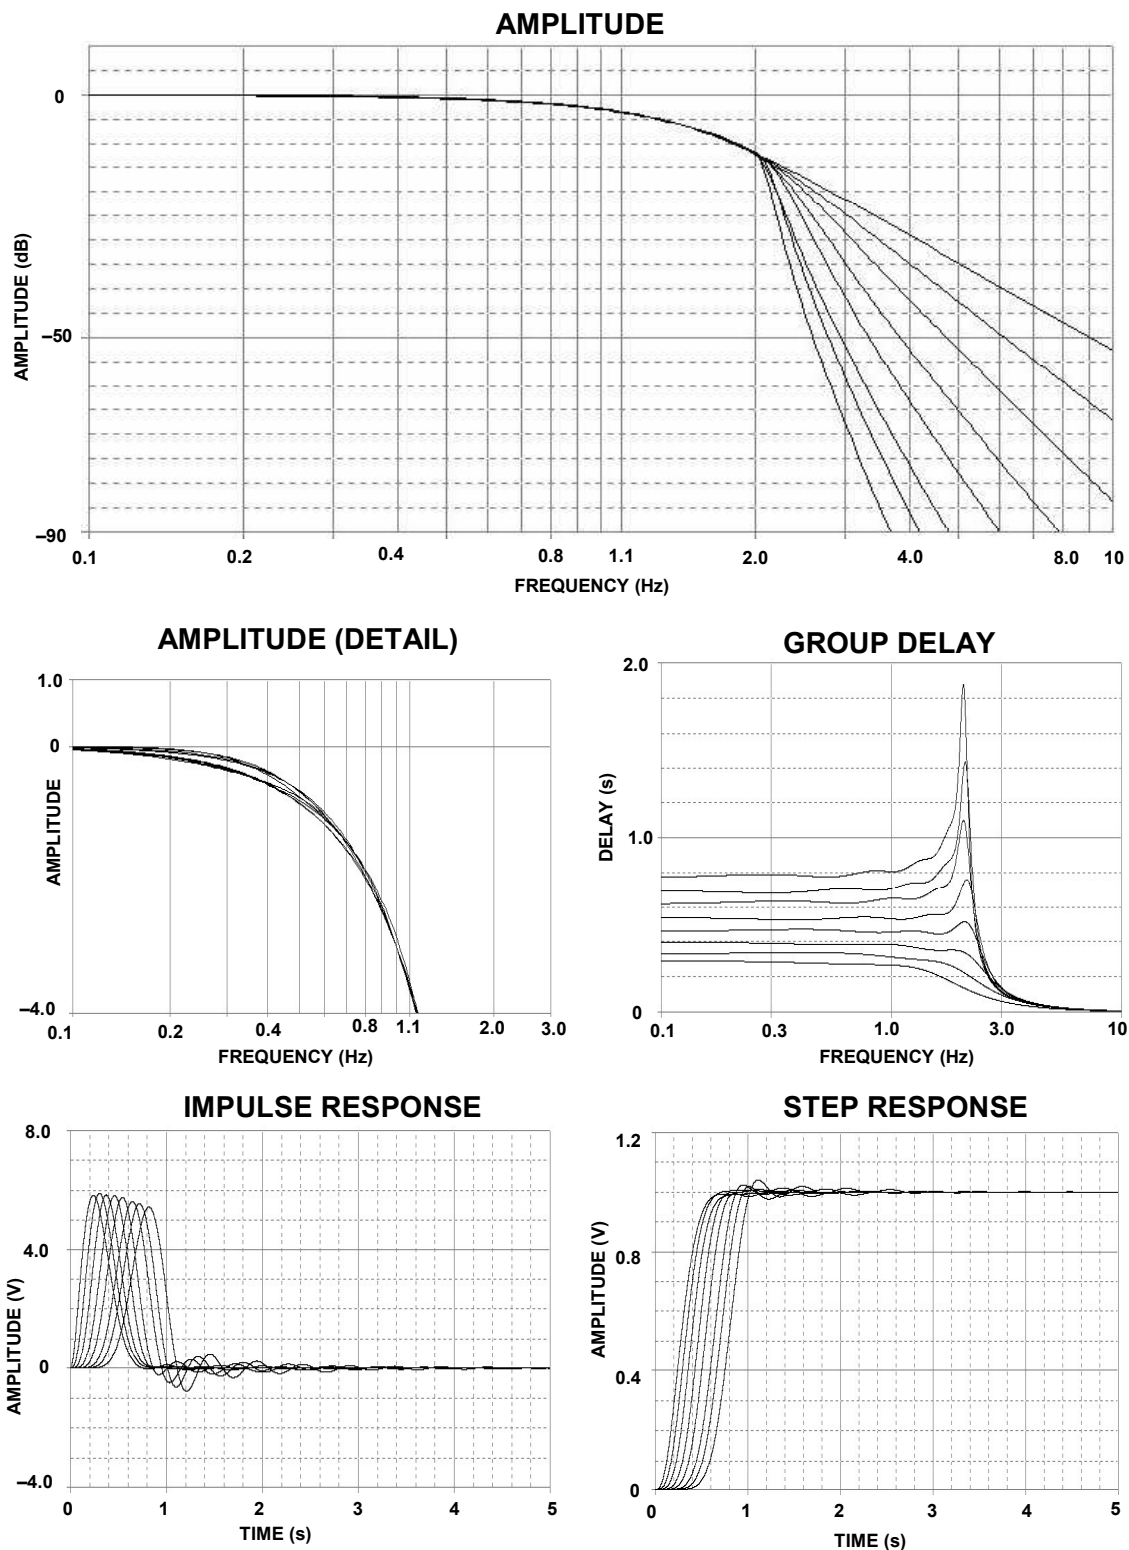 AMPLITUDE
0
–50
–90
AMPLITUDE (dB)
0.1 0.2 0.4 0.8 1.1 2.0 4.0 8.0 10
FREQUENCY (Hz)
AMPLITUDE (DETAIL)
1.0
0
–4.0
AMPLITUDE
0.1 0.2 0.4 0.8 1.1 2.0 3.0
FREQUENCY (Hz)
GROUP DELAY
2.0
1.0
0
DELAY (s)
0.1 0.3 1.0 3.0 10
FREQUENCY (Hz)
IMPULSE RESPONSE
8.0
4.0
0
–4.0
AMPLITUDE (V)
0 1 2 3 4 5
TIME (s)
STEP RESPONSE
1.2
0.8
0.4
0
AMPLITUDE (V)
0 1 2 3 4 5
TIME (s)